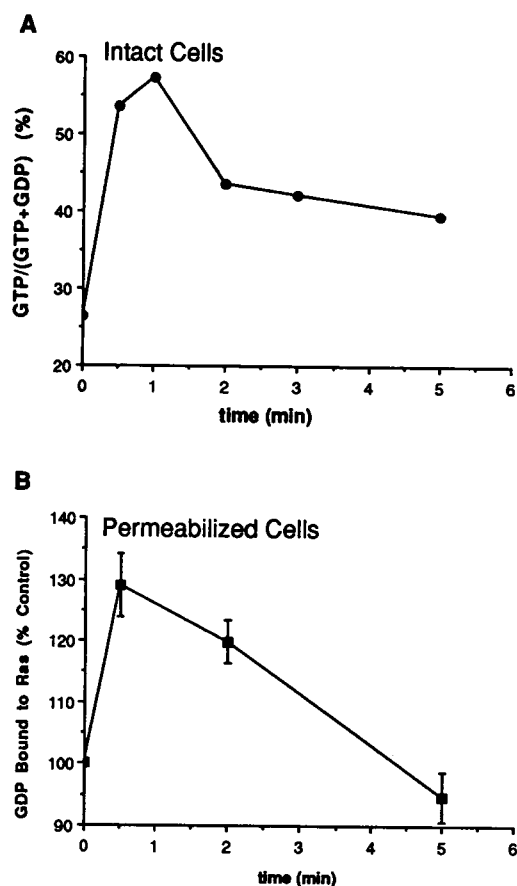 A
Intact Cells
GTP/(GTP+GDP) (%)
60
50
40
30
20
0 1 2 3 4 5 6
time (min)
B
Permeabilized Cells
GDP Bound to Ras (% Control)
140
130
120
110
100
90
0 1 2 3 4 5 6
time (min)